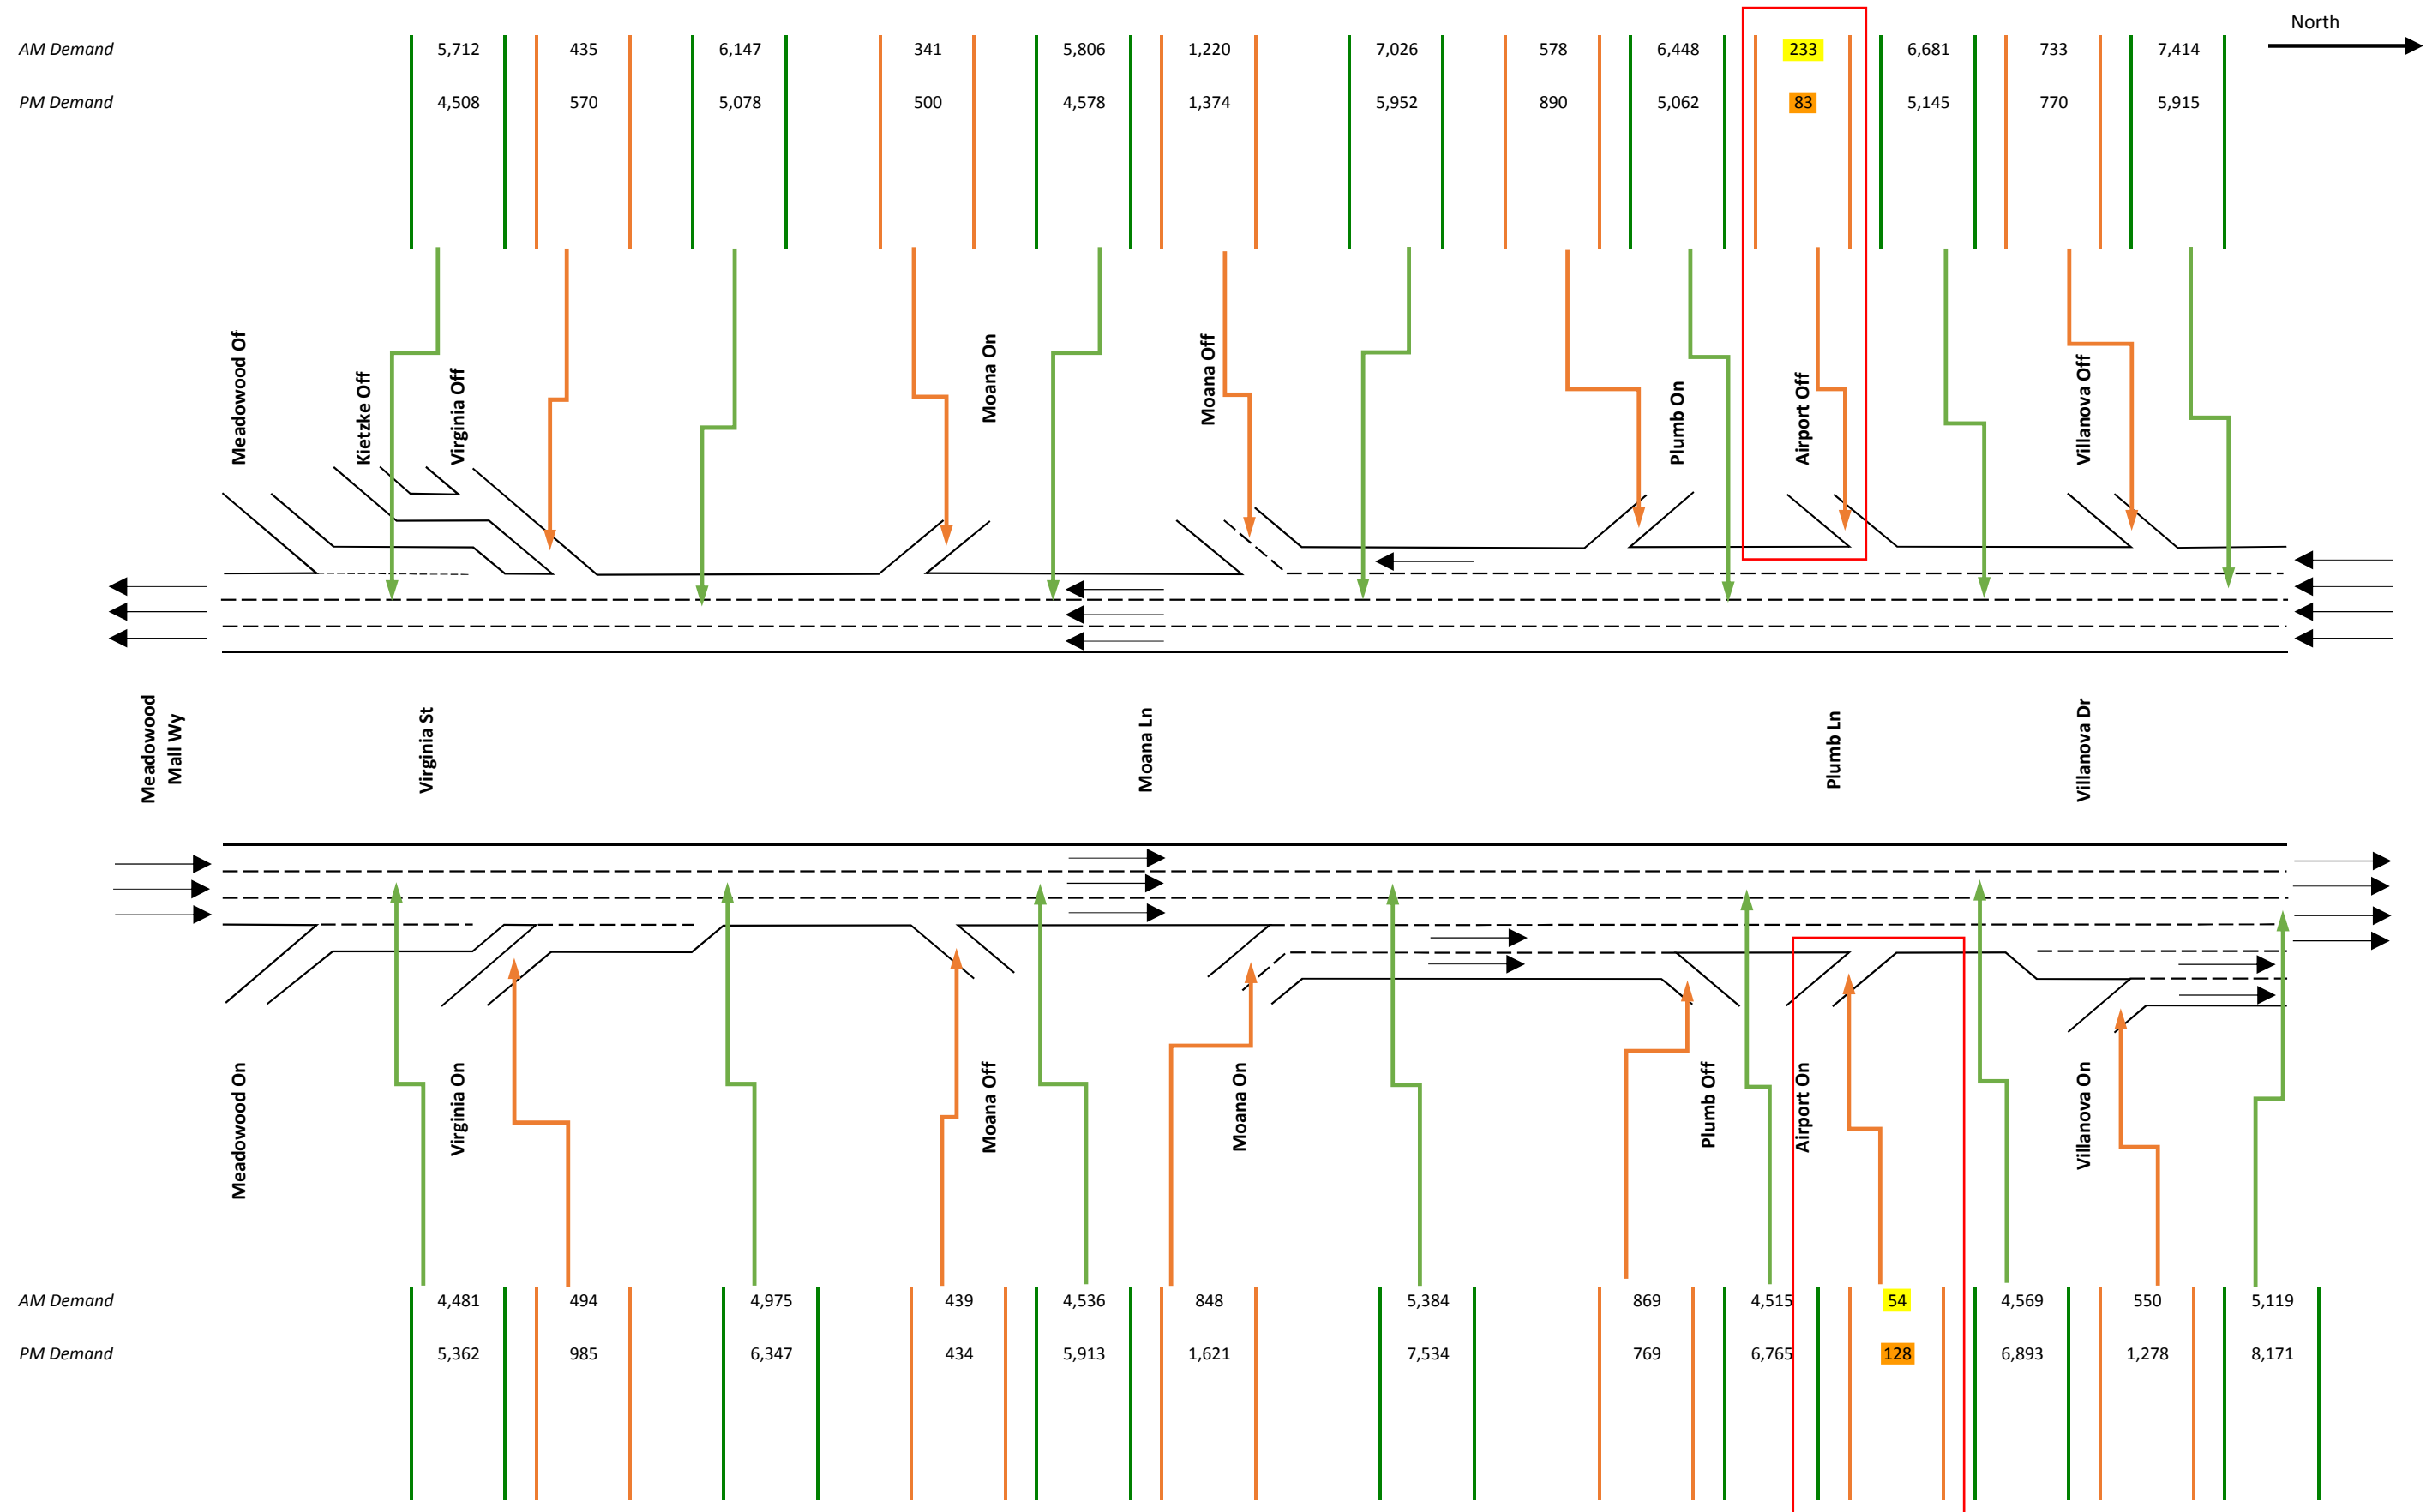 North
AM Demand 5,712 435 6,147 341 5,806 1,220 7,026 578 6,448 233 6,681 733 7,414
PM Demand 4,508 570 5,078 500 4,578 1,374 5,952 890 5,062 83 5,145 770 5,915
Meadowood Of
Kietzke Off
Virginia Off
Moana On
Moana Off
Plumb On
Airport Off
Villanova Off
Meadowood
Mall Wy
Virginia St
Moana Ln
Plumb Ln
Villanova Dr
Meadowood On
Virginia On
Moana Off
Moana On
Plumb Off
Airport On
Villanova On
AM Demand 4,481 494 4,975 439 4,536 848 5,384 869 4,515 54 4,569 550 5,119
PM Demand 5,362 985 6,347 434 5,913 1,621 7,534 769 6,765 128 6,893 1,278 8,171